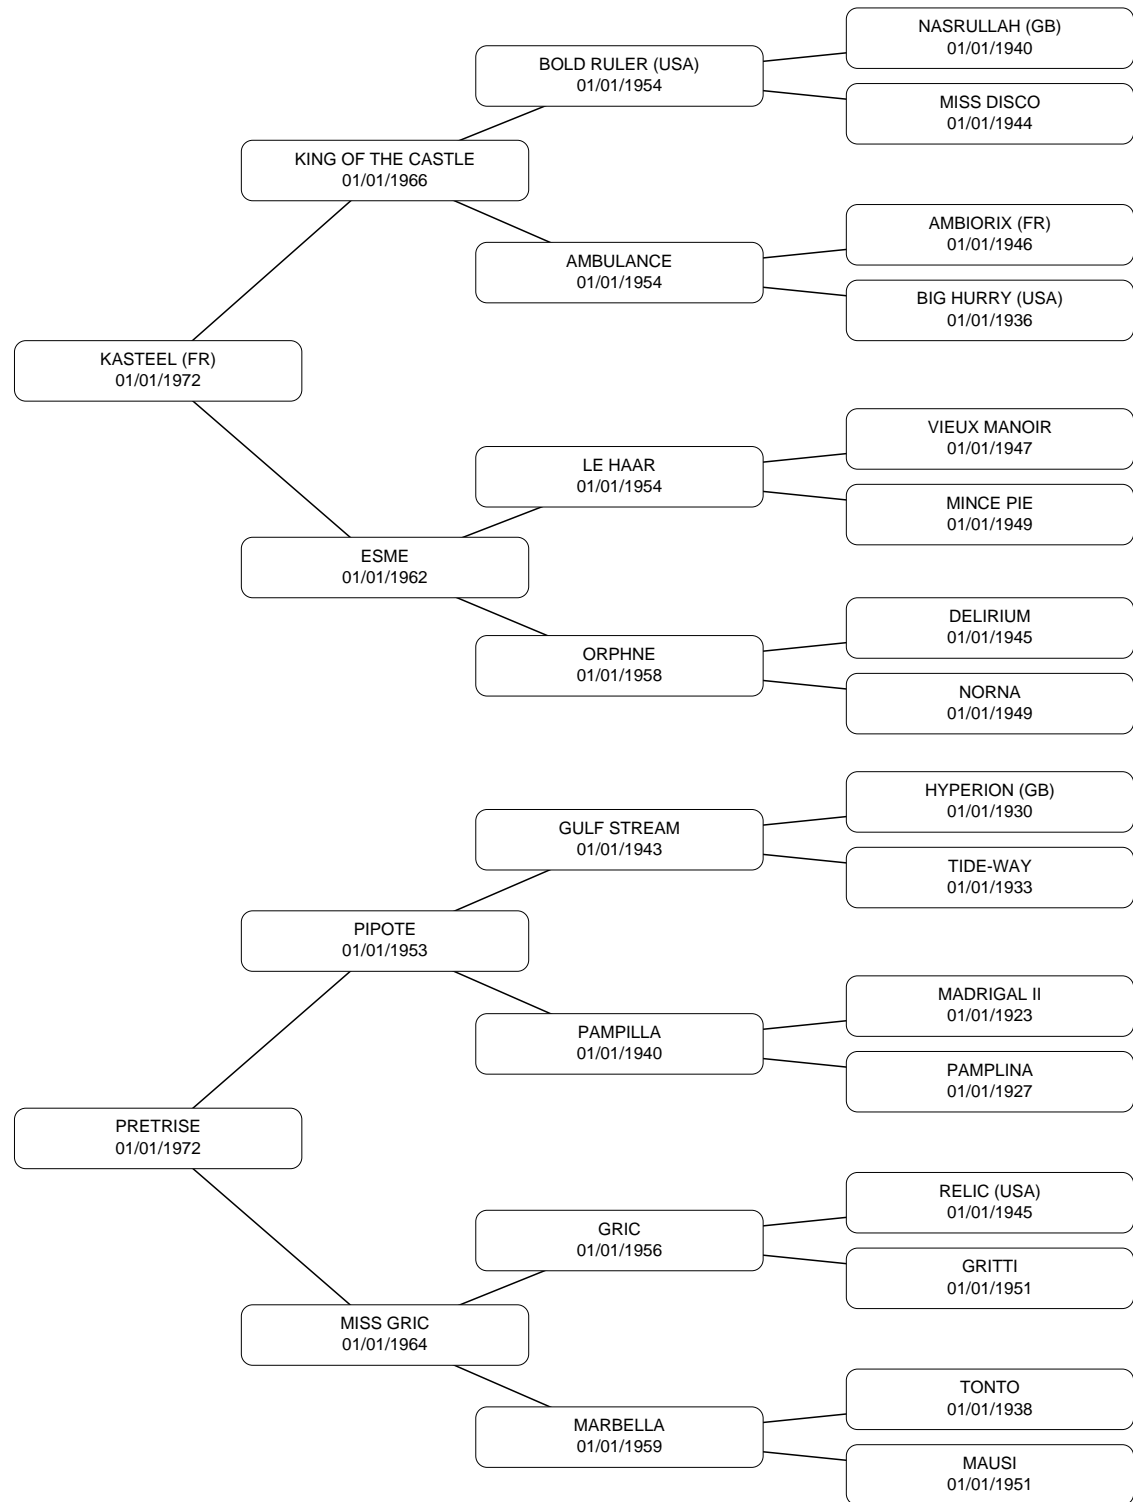 NASRULLAH (GB)
01/01/1940
BOLD RULER (USA)
01/01/1954
MISS DISCO
01/01/1944
KING OF THE CASTLE
01/01/1966
AMBIORIX (FR)
01/01/1946
AMBULANCE
01/01/1954
BIG HURRY (USA)
01/01/1936
KASTEEL (FR)
01/01/1972
VIEUX MANOIR
01/01/1947
LE HAAR
01/01/1954
MINCE PIE
01/01/1949
ESME
01/01/1962
DELIRIUM
01/01/1945
ORPHNE
01/01/1958
NORNA
01/01/1949
HYPERION (GB)
01/01/1930
GULF STREAM
01/01/1943
TIDE-WAY
01/01/1933
PIPOTE
01/01/1953
MADRIGAL II
01/01/1923
PAMPILLA
01/01/1940
PAMPLINA
01/01/1927
PRETRISE
01/01/1972
RELIC (USA)
01/01/1945
GRIC
01/01/1956
GRITTI
01/01/1951
MISS GRIC
01/01/1964
TONTO
01/01/1938
MARBELLA
01/01/1959
MAUSI
01/01/1951